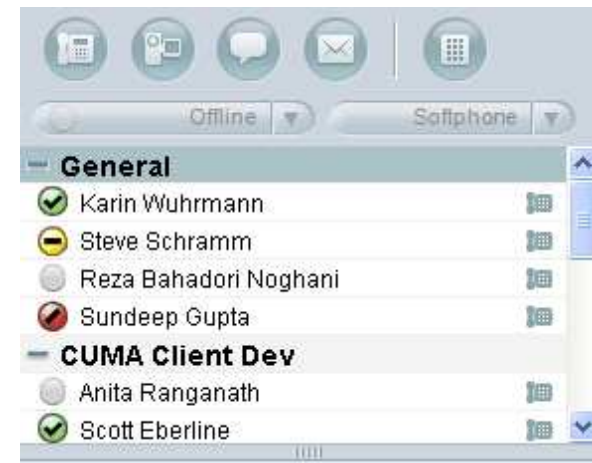 Offline Softphone
General
Karin Wuhrmann
Steve Schramm
Reza Bahadori Noghani
Sundeep Gupta
CUMA Client Dev
Anita Ranganath
Scott Eberline